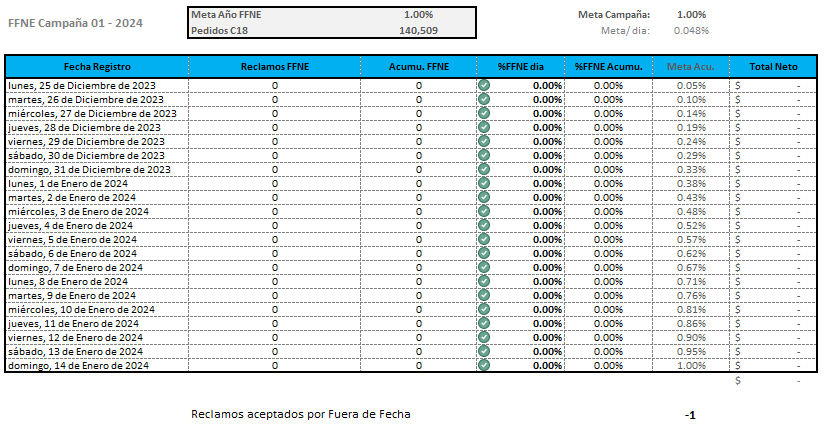 FFNE Campaña 01 - 2024
Meta Año FFNE 1.00%
Pedidos C18 140,509
Meta Campaña: 1.00%
Meta/ dia: 0.048%
Fecha Registro Reclamos FFNE Acumu. FFNE %FFNE dia %FFNE Acumu. Meta Acu. Total Neto
lunes, 25 de Diciembre de 2023 0 0 0.00% 0.00% 0.05% $ -
martes, 26 de Diciembre de 2023 0 0 0.00% 0.00% 0.10% $ -
miércoles, 27 de Diciembre de 2023 0 0 0.00% 0.00% 0.14% $ -
jueves, 28 de Diciembre de 2023 0 0 0.00% 0.00% 0.19% $ -
viernes, 29 de Diciembre de 2023 0 0 0.00% 0.00% 0.24% $ -
sábado, 30 de Diciembre de 2023 0 0 0.00% 0.00% 0.29% $ -
domingo, 31 de Diciembre de 2023 0 0 0.00% 0.00% 0.33% $ -
lunes, 1 de Enero de 2024 0 0 0.00% 0.00% 0.38% $ -
martes, 2 de Enero de 2024 0 0 0.00% 0.00% 0.43% $ -
miércoles, 3 de Enero de 2024 0 0 0.00% 0.00% 0.48% $ -
jueves, 4 de Enero de 2024 0 0 0.00% 0.00% 0.52% $ -
viernes, 5 de Enero de 2024 0 0 0.00% 0.00% 0.57% $ -
sábado, 6 de Enero de 2024 0 0 0.00% 0.00% 0.62% $ -
domingo, 7 de Enero de 2024 0 0 0.00% 0.00% 0.67% $ -
lunes, 8 de Enero de 2024 0 0 0.00% 0.00% 0.71% $ -
martes, 9 de Enero de 2024 0 0 0.00% 0.00% 0.76% $ -
miércoles, 10 de Enero de 2024 0 0 0.00% 0.00% 0.81% $ -
jueves, 11 de Enero de 2024 0 0 0.00% 0.00% 0.86% $ -
viernes, 12 de Enero de 2024 0 0 0.00% 0.00% 0.90% $ -
sábado, 13 de Enero de 2024 0 0 0.00% 0.00% 0.95% $ -
domingo, 14 de Enero de 2024 0 0 0.00% 0.00% 1.00% $ -
$ -
Reclamos aceptados por Fuera de Fecha -1